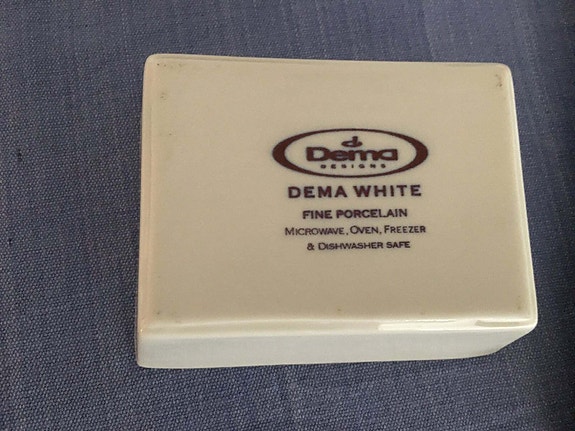 d
Dema
DESIGNS
DEMA WHITE
FINE PORCELAIN
MICROWAVE, OVEN, FREEZER
& DISHWASHER SAFE